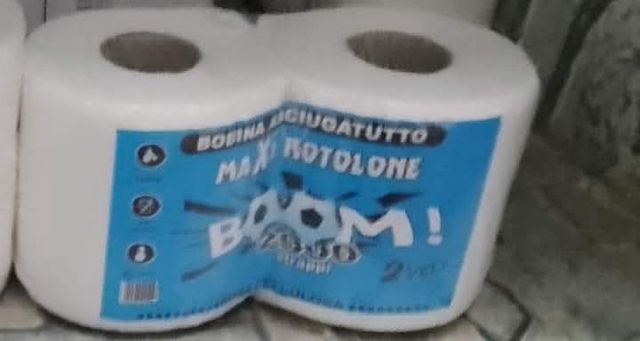 BOBINA ASCIUGATUTTO
MAXI ROTOLONE
BOOM!
strappi
2 VELI